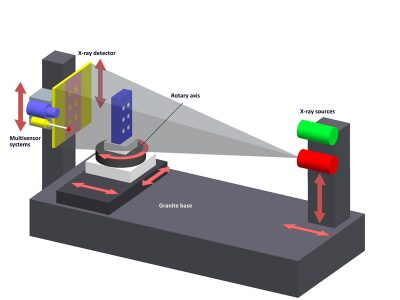 X-ray detector
Rotary axis
X-ray sources
Multisensor
systems
Granite base